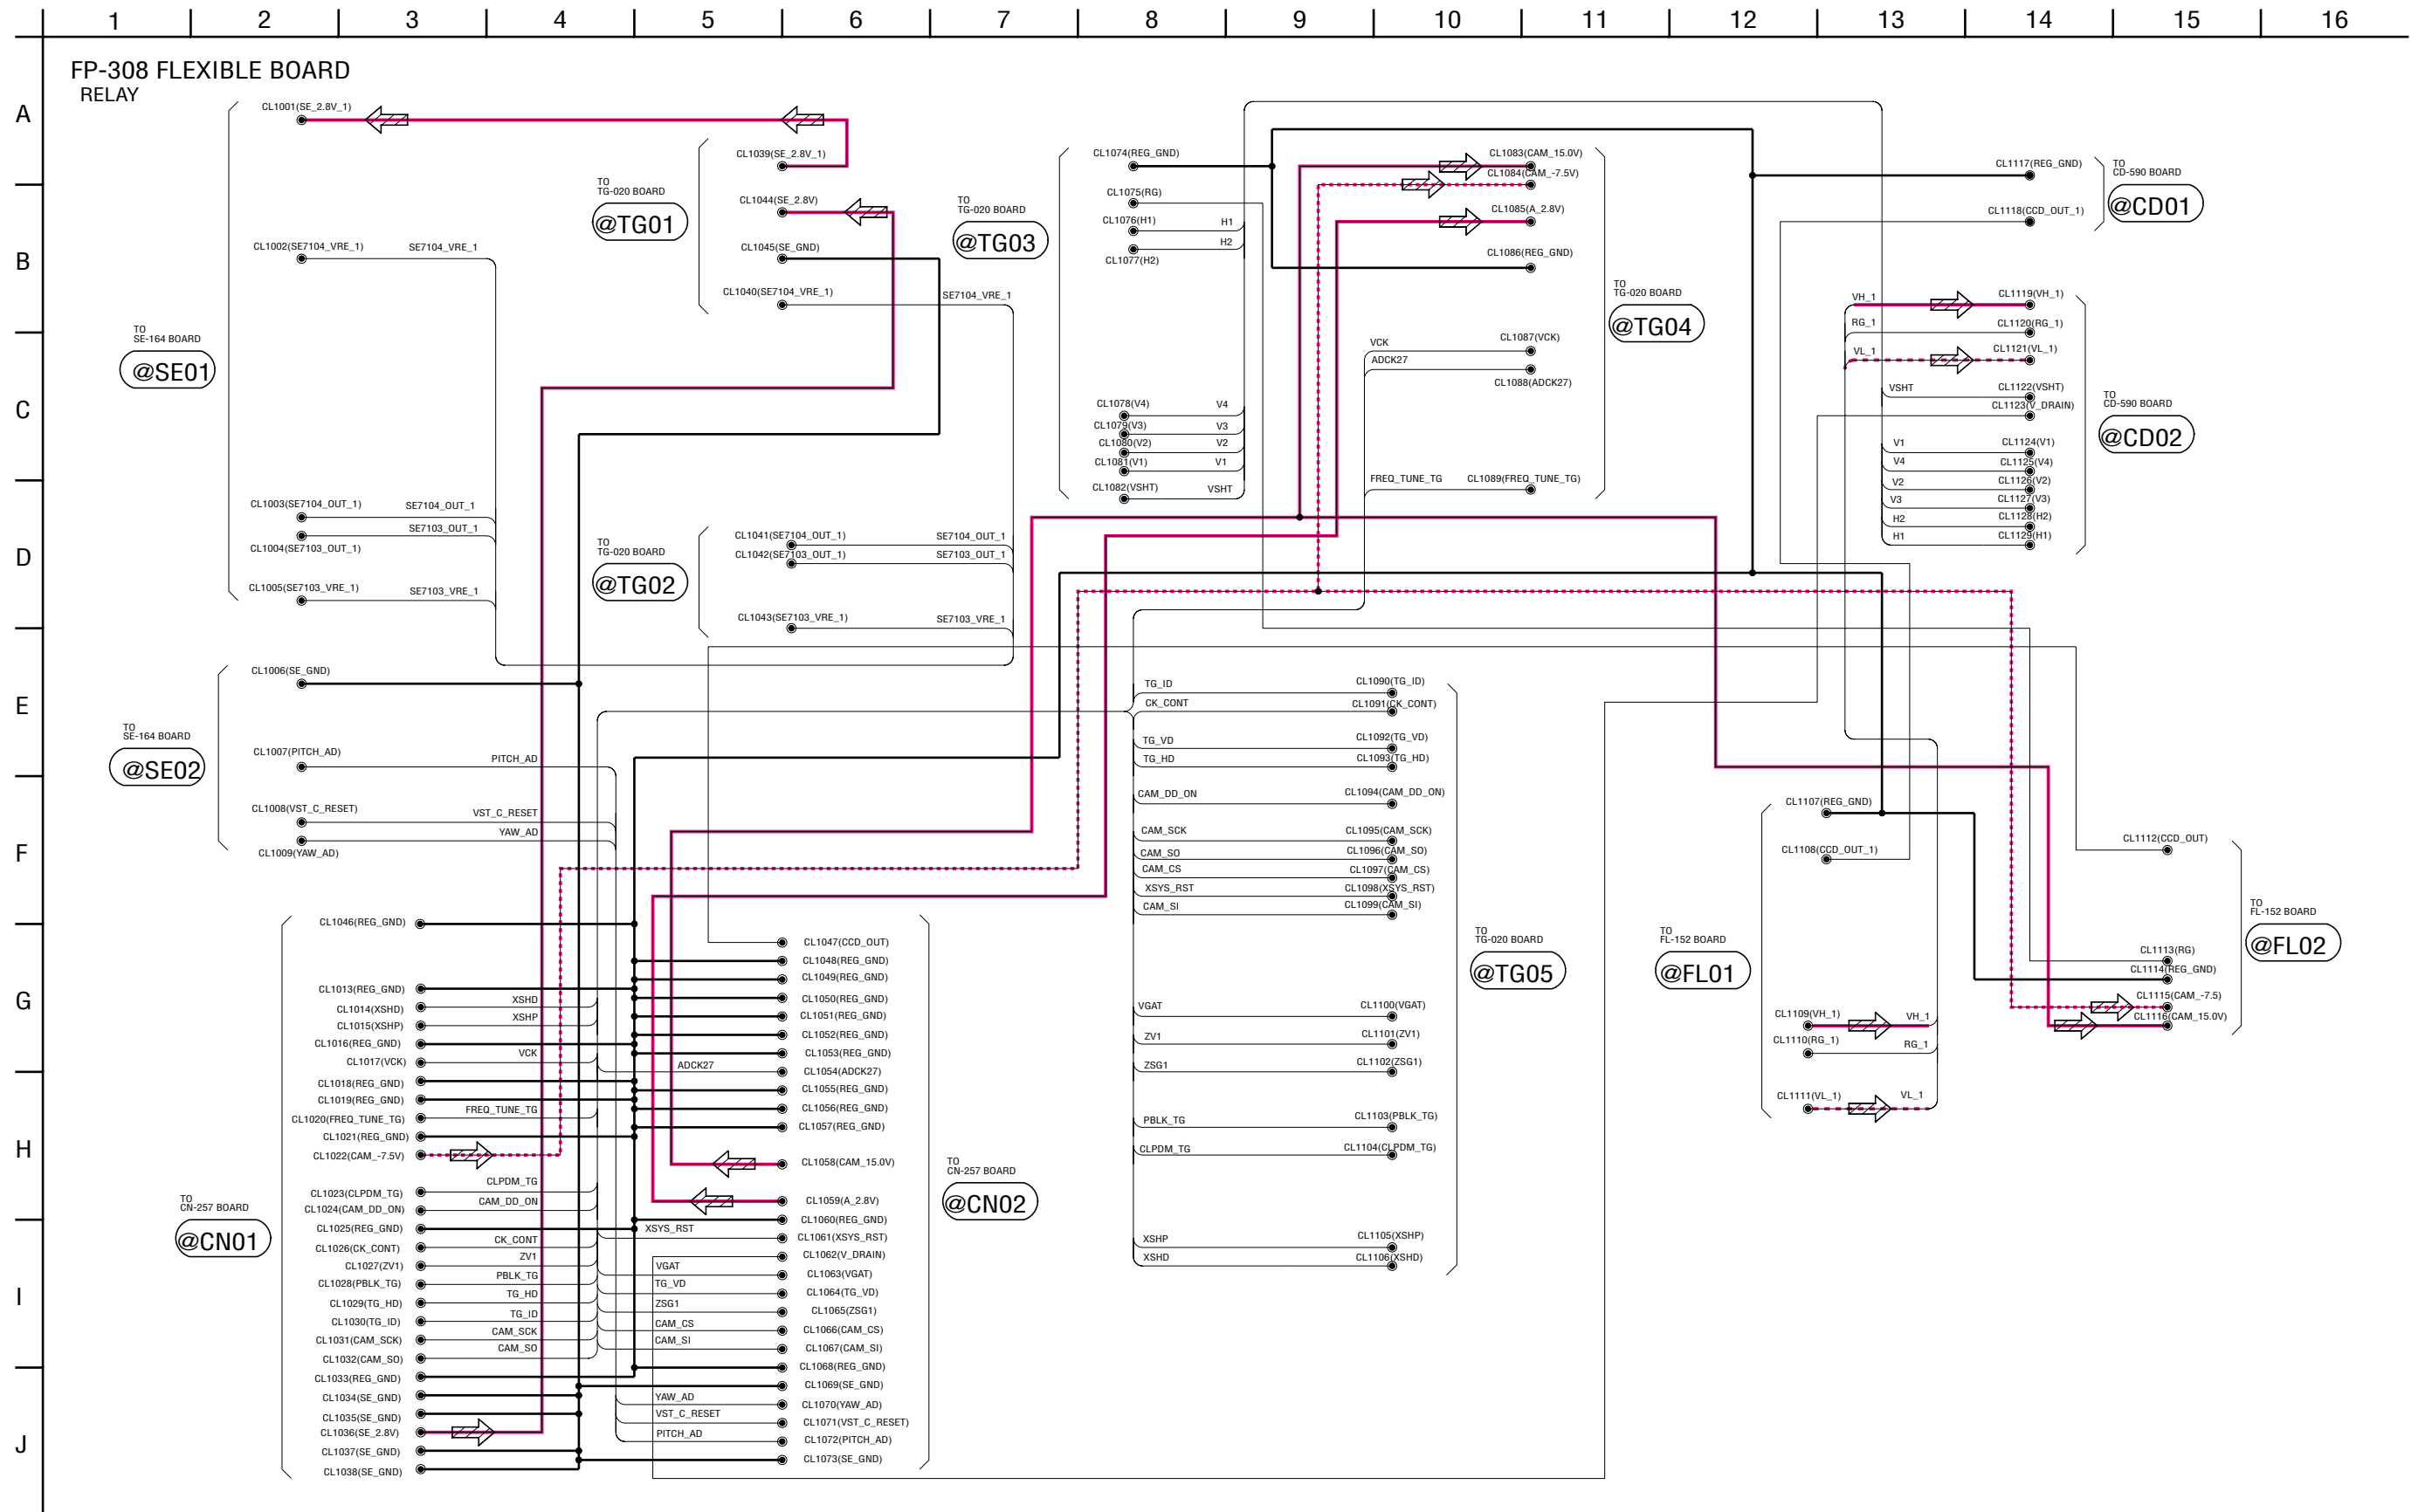 1 2 3 4 5 6 7 8 9 10 11 12 13 14 15 16
A
B
C
D
E
F
G
H
I
J
FP-308 FLEXIBLE BOARD
RELAY
TO
SE-164 BOARD
@SE01
CL1001(SE_2.8V_1)
CL1002(SE7104_VRE_1) SE7104_VRE_1
CL1003(SE7104_OUT_1) SE7104_OUT_1
SE7103_OUT_1
CL1004(SE7103_OUT_1)
CL1005(SE7103_VRE_1) SE7103_VRE_1
TO
SE-164 BOARD
@SE02
CL1006(SE_GND)
CL1007(PITCH_AD) PITCH_AD
CL1008(VST_C_RESET) VST_C_RESET
YAW_AD
CL1009(YAW_AD)
TO
CN-257 BOARD
@CN01
CL1046(REG_GND)
CL1013(REG_GND)
CL1014(XSHD) XSHD
CL1015(XSHP) XSHP
CL1016(REG_GND)
CL1017(VCK) VCK
CL1018(REG_GND)
CL1019(REG_GND)
CL1020(FREQ_TUNE_TG) FREQ_TUNE_TG
CL1021(REG_GND)
CL1022(CAM_-7.5V)
CL1023(CLPDM_TG) CLPDM_TG
CL1024(CAM_DD_ON) CAM_DD_ON
CL1025(REG_GND)
CL1026(CK_CONT) CK_CONT
CL1027(ZV1) ZV1
CL1028(PBLK_TG) PBLK_TG
CL1029(TG_HD) TG_HD
CL1030(TG_ID) TG_ID
CL1031(CAM_SCK) CAM_SCK
CL1032(CAM_SO) CAM_SO
CL1033(REG_GND)
CL1034(SE_GND)
CL1035(SE_GND)
CL1036(SE_2.8V)
CL1037(SE_GND)
CL1038(SE_GND)
TO
TG-020 BOARD
@TG01
CL1039(SE_2.8V_1)
CL1044(SE_2.8V)
CL1045(SE_GND)
CL1040(SE7104_VRE_1) SE7104_VRE_1
TO
TG-020 BOARD
@TG02
CL1041(SE7104_OUT_1) SE7104_OUT_1
CL1042(SE7103_OUT_1) SE7103_OUT_1
CL1043(SE7103_VRE_1) SE7103_VRE_1
CL1047(CCD_OUT)
CL1048(REG_GND)
CL1049(REG_GND)
CL1050(REG_GND)
CL1051(REG_GND)
CL1052(REG_GND)
CL1053(REG_GND)
ADCK27 CL1054(ADCK27)
CL1055(REG_GND)
CL1056(REG_GND)
CL1057(REG_GND)
CL1058(CAM_15.0V)
CL1059(A_2.8V)
CL1060(REG_GND)
XSYS_RST CL1061(XSYS_RST)
CL1062(V_DRAIN)
VGAT CL1063(VGAT)
TG_VD CL1064(TG_VD)
ZSG1 CL1065(ZSG1)
CAM_CS CL1066(CAM_CS)
CAM_SI CL1067(CAM_SI)
CL1068(REG_GND)
CL1069(SE_GND)
YAW_AD CL1070(YAW_AD)
VST_C_RESET CL1071(VST_C_RESET)
PITCH_AD CL1072(PITCH_AD)
CL1073(SE_GND)
TO
CN-257 BOARD
@CN02
TO
TG-020 BOARD
@TG03
CL1074(REG_GND)
CL1075(RG)
CL1076(H1) H1
H2
CL1077(H2)
CL1078(V4) V4
CL1079(V3) V3
CL1080(V2) V2
CL1081(V1) V1
CL1082(VSHT) VSHT
CL1083(CAM_15.0V)
CL1084(CAM_-7.5V)
CL1085(A_2.8V)
CL1086(REG_GND)
VCK CL1087(VCK)
ADCK27
CL1088(ADCK27)
FREQ_TUNE_TG CL1089(FREQ_TUNE_TG)
TO
TG-020 BOARD
@TG04
TG_ID CL1090(TG_ID)
CK_CONT CL1091(CK_CONT)
TG_VD CL1092(TG_VD)
TG_HD CL1093(TG_HD)
CAM_DD_ON CL1094(CAM_DD_ON)
CAM_SCK CL1095(CAM_SCK)
CAM_SO CL1096(CAM_SO)
CAM_CS CL1097(CAM_CS)
XSYS_RST CL1098(XSYS_RST)
CAM_SI CL1099(CAM_SI)
VGAT CL1100(VGAT)
ZV1 CL1101(ZV1)
ZSG1 CL1102(ZSG1)
PBLK_TG CL1103(PBLK_TG)
CLPDM_TG CL1104(CLPDM_TG)
XSHP CL1105(XSHP)
XSHD CL1106(XSHD)
TO
TG-020 BOARD
@TG05
TO
FL-152 BOARD
@FL01
CL1107(REG_GND)
CL1108(CCD_OUT_1)
CL1109(VH_1) VH_1
CL1110(RG_1) RG_1
CL1111(VL_1) VL_1
CL1112(CCD_OUT)
CL1113(RG)
CL1114(REG_GND)
CL1115(CAM_-7.5)
CL1116(CAM_15.0V)
TO
FL-152 BOARD
@FL02
CL1117(REG_GND)
CL1118(CCD_OUT_1)
TO
CD-590 BOARD
@CD01
VH_1 CL1119(VH_1)
RG_1 CL1120(RG_1)
VL_1 CL1121(VL_1)
VSHT CL1122(VSHT)
CL1123(V_DRAIN)
V1 CL1124(V1)
V4 CL1125(V4)
V2 CL1126(V2)
V3 CL1127(V3)
H2 CL1128(H2)
H1 CL1129(H1)
TO
CD-590 BOARD
@CD02